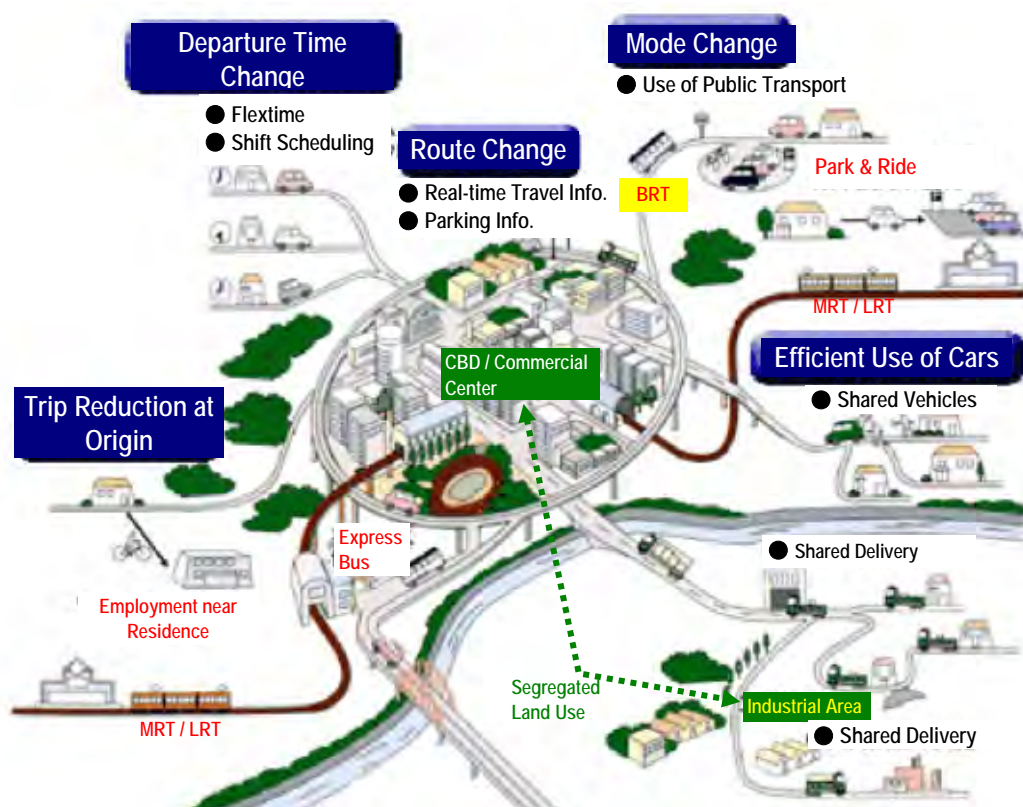 Departure Time
Change
● Flextime
● Shift Scheduling
Mode Change
● Use of Public Transport
Route Change
● Real-time Travel Info.
● Parking Info.
BRT
Park & Ride
MRT / LRT
CBD / Commercial
Center
Efficient Use of Cars
● Shared Vehicles
Trip Reduction at
Origin
Express
Bus
● Shared Delivery
Employment near
Residence
Segregated
Land Use
Industrial Area
MRT / LRT
● Shared Delivery